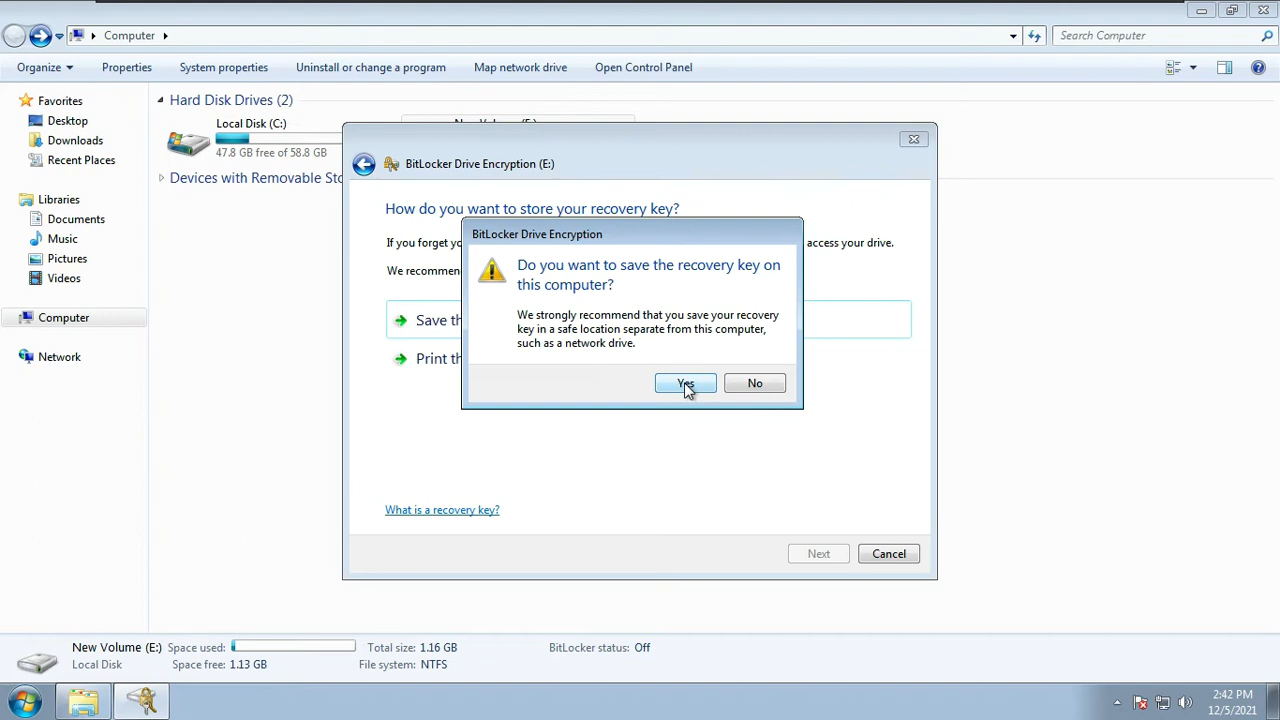 Computer
Search Computer
Organize
Properties
System properties
Uninstall or change a program
Map network drive
Open Control Panel
Favorites
Desktop
Downloads
Recent Places
Libraries
Documents
Music
Pictures
Videos
Computer
Network
Hard Disk Drives (2)
Local Disk (C:)
47.8 GB free of 58.8 GB
New Volume (E:)
Devices with Removable Sto
BitLocker Drive Encryption (E:)
How do you want to store your recovery key?
If you forget yo
access your drive.
We recommen
Save th
Print th
BitLocker Drive Encryption
Do you want to save the recovery key on
this computer?
We strongly recommend that you save your recovery
key in a safe location separate from this computer,
such as a network drive.
Yes
No
What is a recovery key?
Next
Cancel
New Volume (E:)
Space used:
Total size: 1.16 GB
BitLocker status: Off
Local Disk
Space free: 1.13 GB
File system: NTFS
2:42 PM
12/5/2021